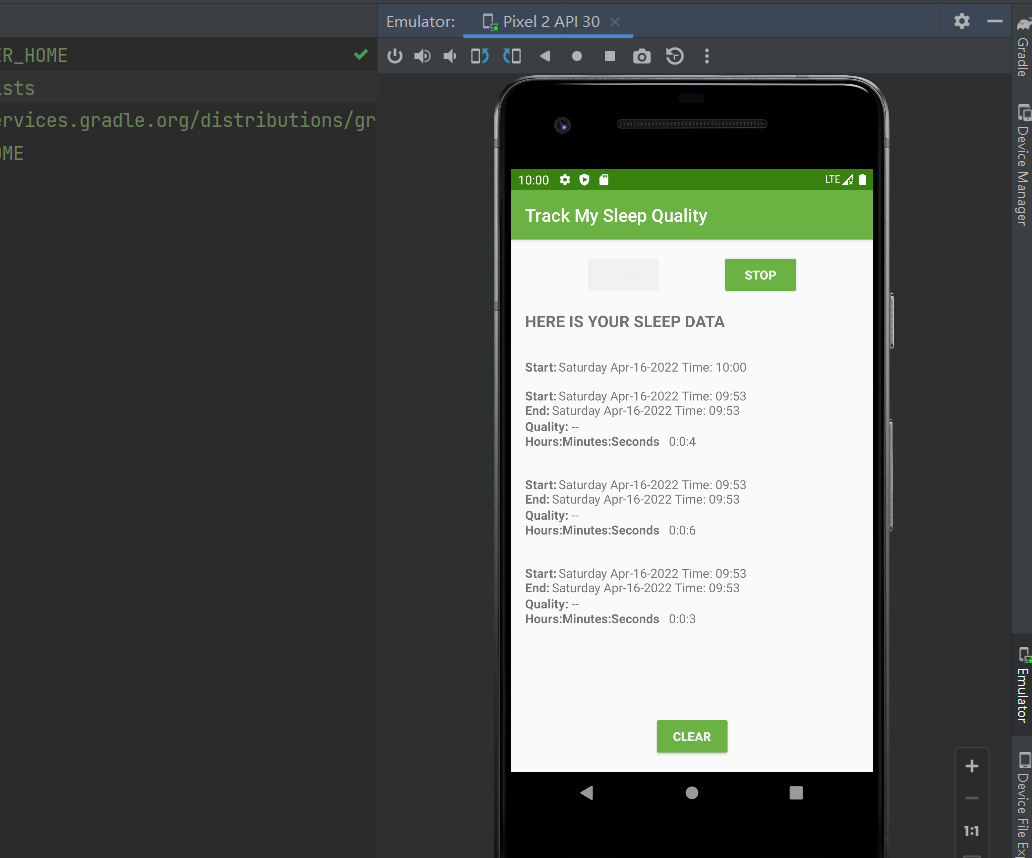 Emulator: Pixel 2 API 30
ER_HOME
ists
ervices.gradle.org/distributions/gr
OME
10:00
LTE
Track My Sleep Quality
STOP
HERE IS YOUR SLEEP DATA
Start: Saturday Apr-16-2022 Time: 10:00
Start: Saturday Apr-16-2022 Time: 09:53
End: Saturday Apr-16-2022 Time: 09:53
Quality: --
Hours:Minutes:Seconds 0:0:4
Start: Saturday Apr-16-2022 Time: 09:53
End: Saturday Apr-16-2022 Time: 09:53
Quality: --
Hours:Minutes:Seconds 0:0:6
Start: Saturday Apr-16-2022 Time: 09:53
End: Saturday Apr-16-2022 Time: 09:53
Quality: --
Hours:Minutes:Seconds 0:0:3
CLEAR
1:1
Gradle
Device Manager
Emulator
Device File Ex